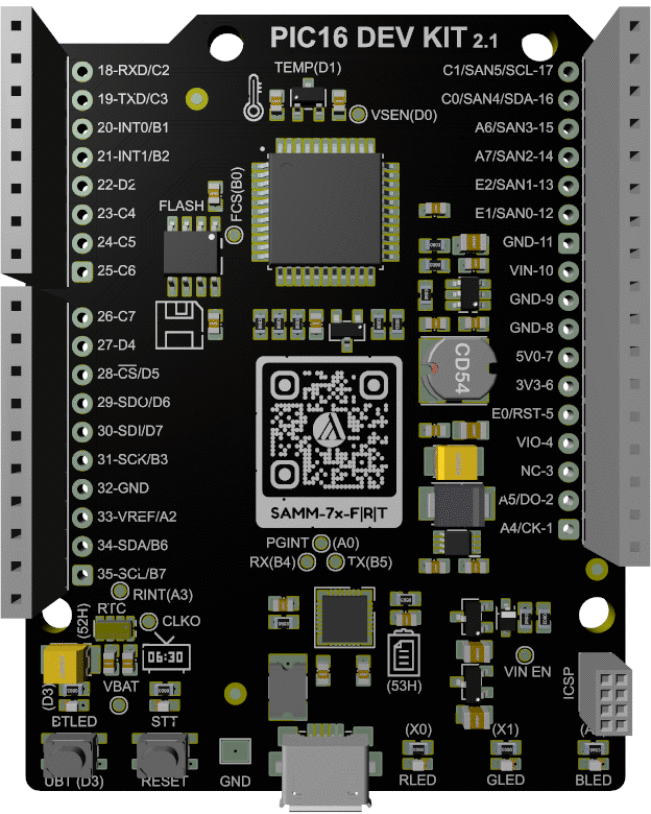 PIC16 DEV KIT 2.1
TEMP(D1)
VSEN(D0)
18-RXD/C2
19-TXD/C3
20-INT0/B1
21-INT1/B2
22-D2
23-C4
24-C5
25-C6
FLASH
FCS(B0)
C1/SAN5/SCL-17
C0/SAN4/SDA-16
A6/SAN3-15
A7/SAN2-14
E2/SAN1-13
E1/SAN0-12
GND-11
VIN-10
GND-9
GND-8
5V0-7
3V3-6
E0/RST-5
VIO-4
NC-3
A5/DO-2
A4/CK-1
26-C7
27-D4
28-CS/D5
29-SDO/D6
30-SDI/D7
31-SCK/B3
32-GND
33-VREF/A2
34-SDA/B6
35-SCL/B7
CD54
SAMM-7x-F|R|T
PGINT (A0)
RX(B4) TX(B5)
RINT(A3)
RTC
(52H)
CLKO
06:30
VBAT
(D3)
BTLED
STT
UBT (D3)
RESET
GND
(53H)
VIN EN
ICSP
(X0)
RLED
(X1)
GLED
BLED